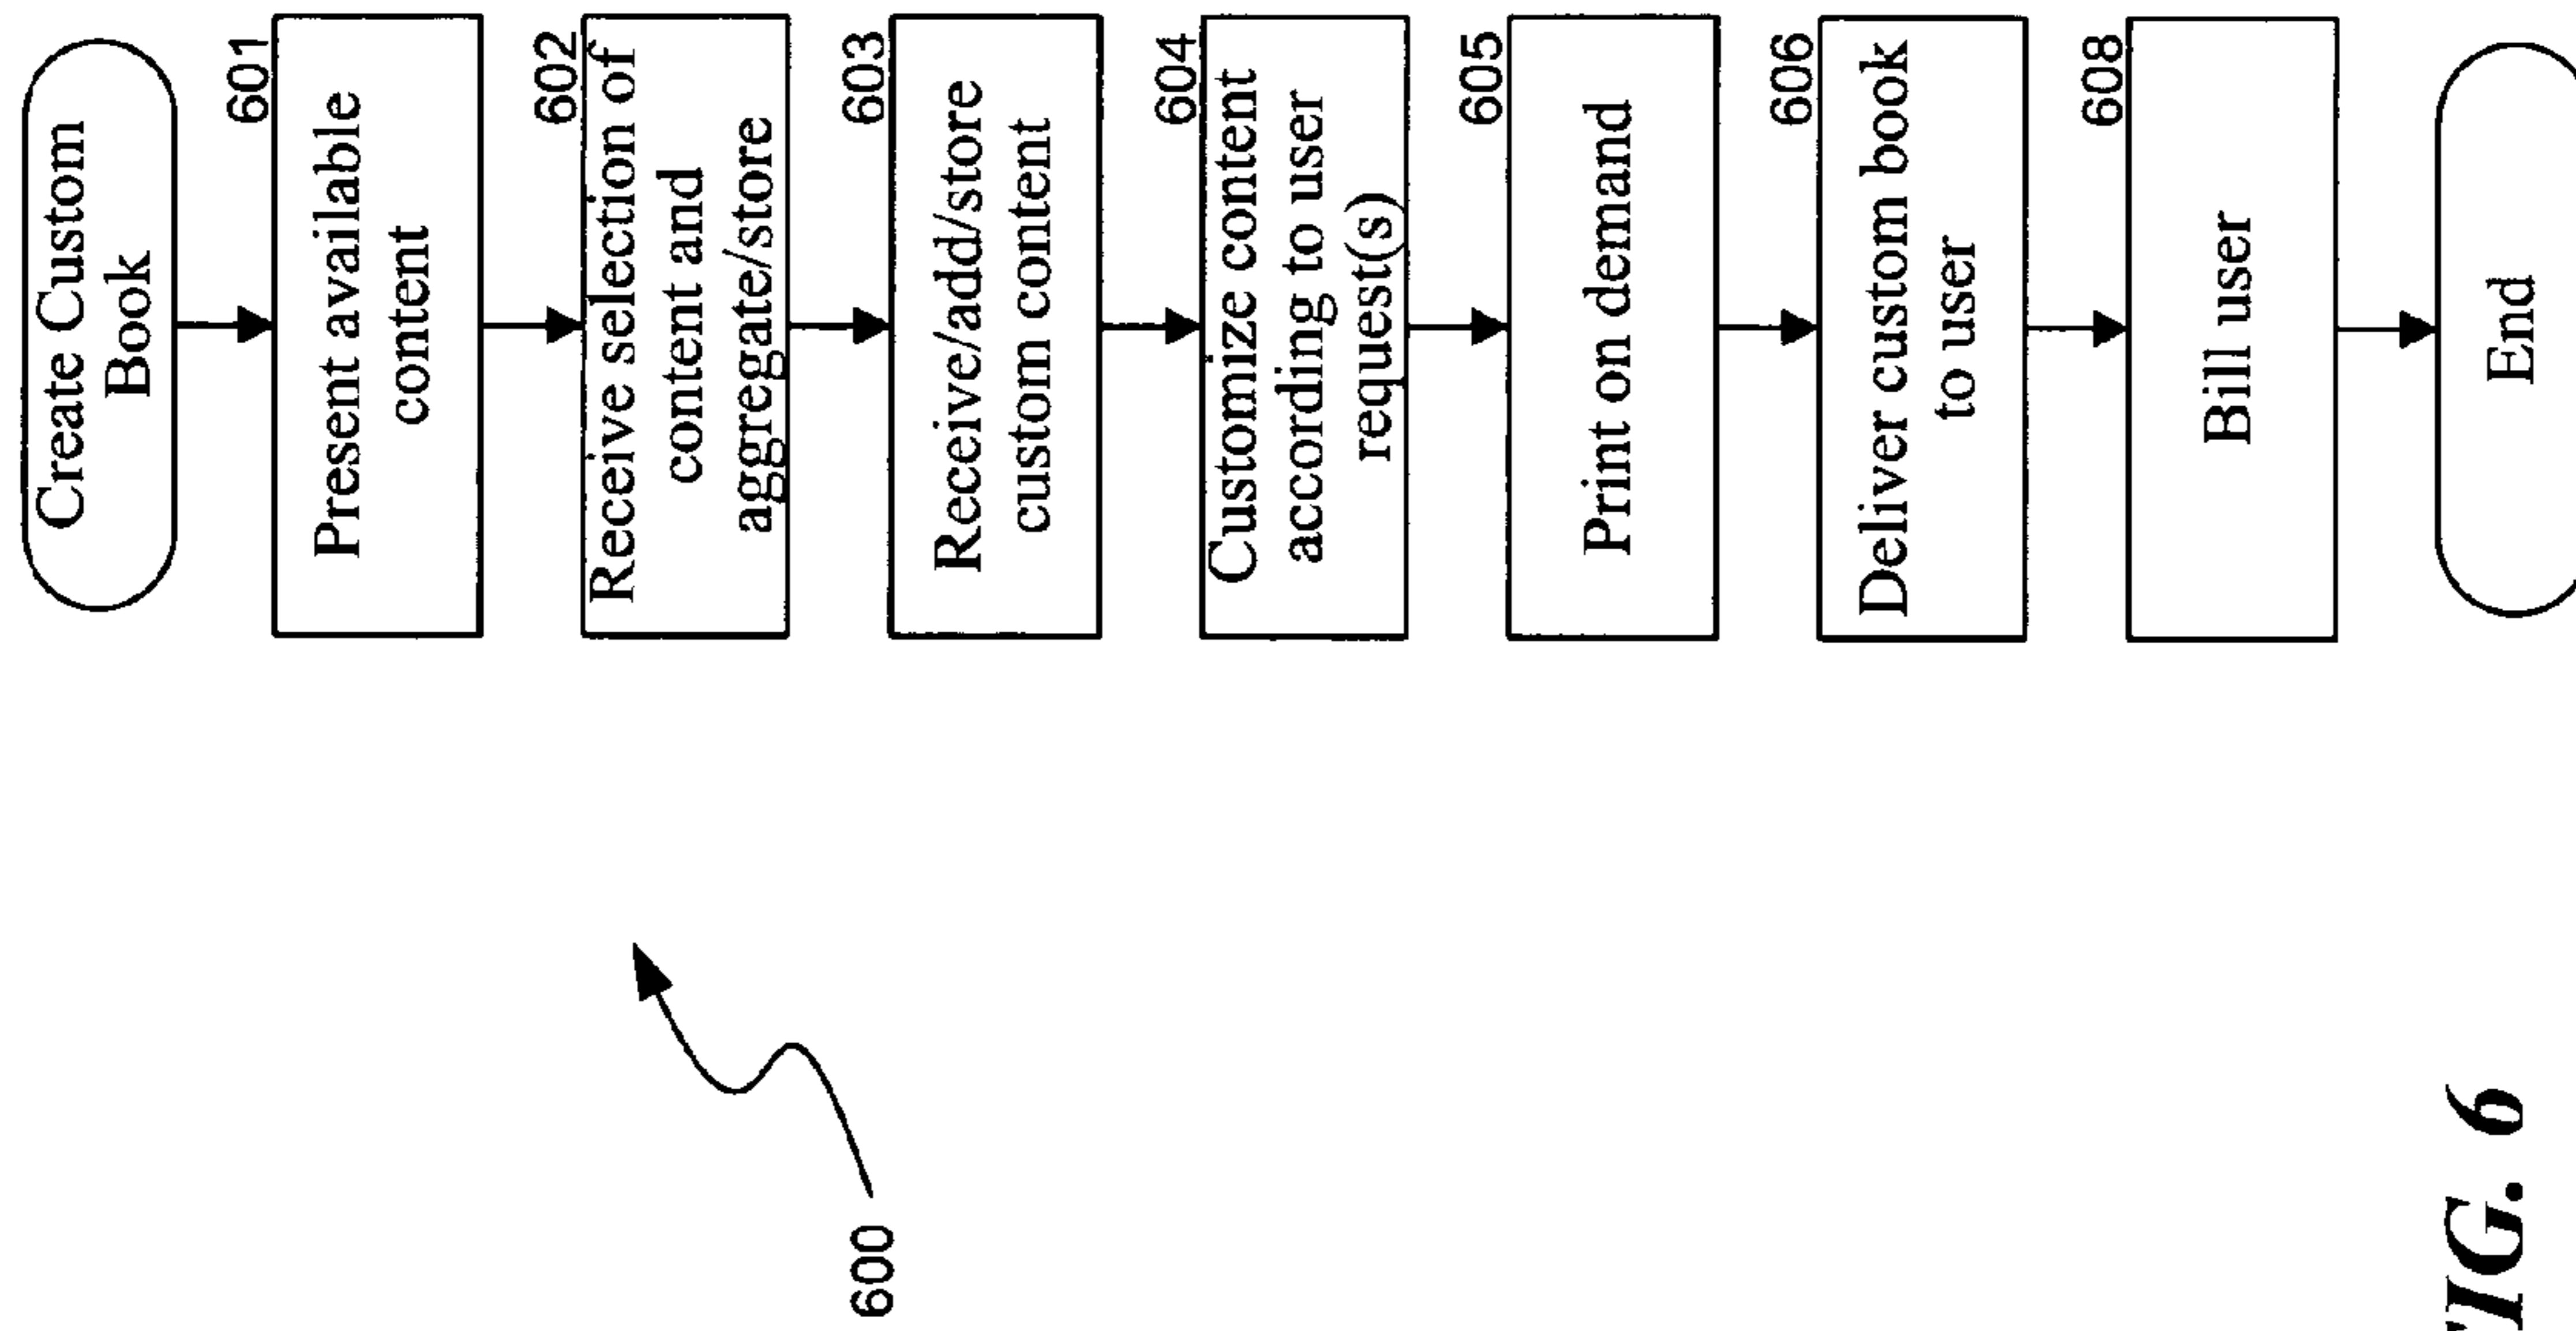 Create Custom
Book
601
Present available
content
602
Receive selection of
content and
aggregate/store
603
Receive/add/store
custom content
604
Customize content
according to user
request(s)
605
Print on demand
606
Deliver custom book
to user
608
Bill user
End
600
IG. 6